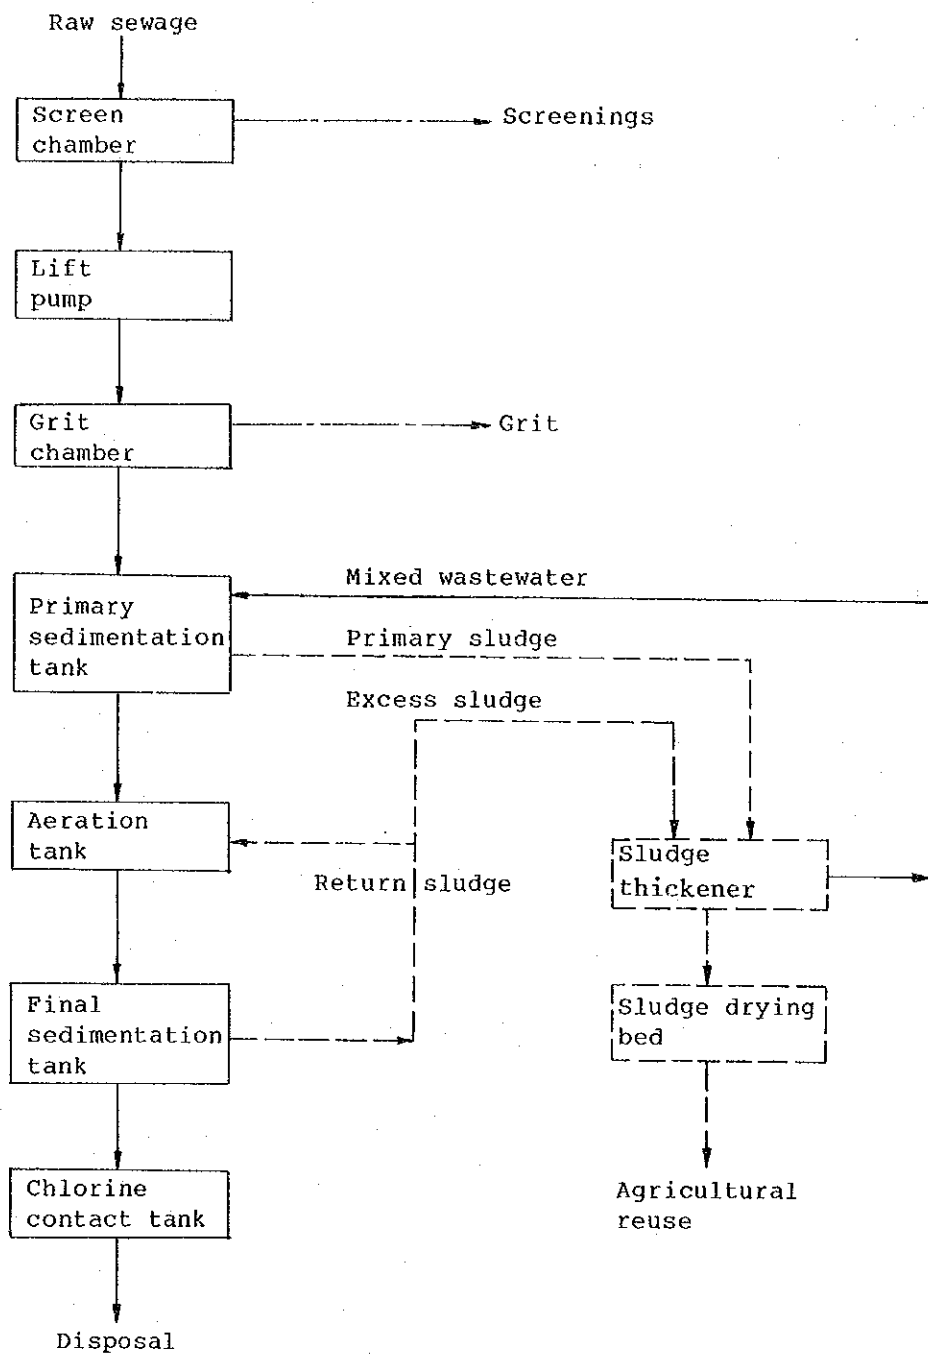 Raw sewage
Screen
chamber
Screenings
Lift
pump
Grit
chamber
Grit
Primary
sedimentation
tank
Mixed wastewater
Primary sludge
Excess sludge
Aeration
tank
Return sludge
Sludge
thickener
Final
sedimentation
tank
Sludge drying
bed
Chlorine
contact tank
Agricultural
reuse
Disposal